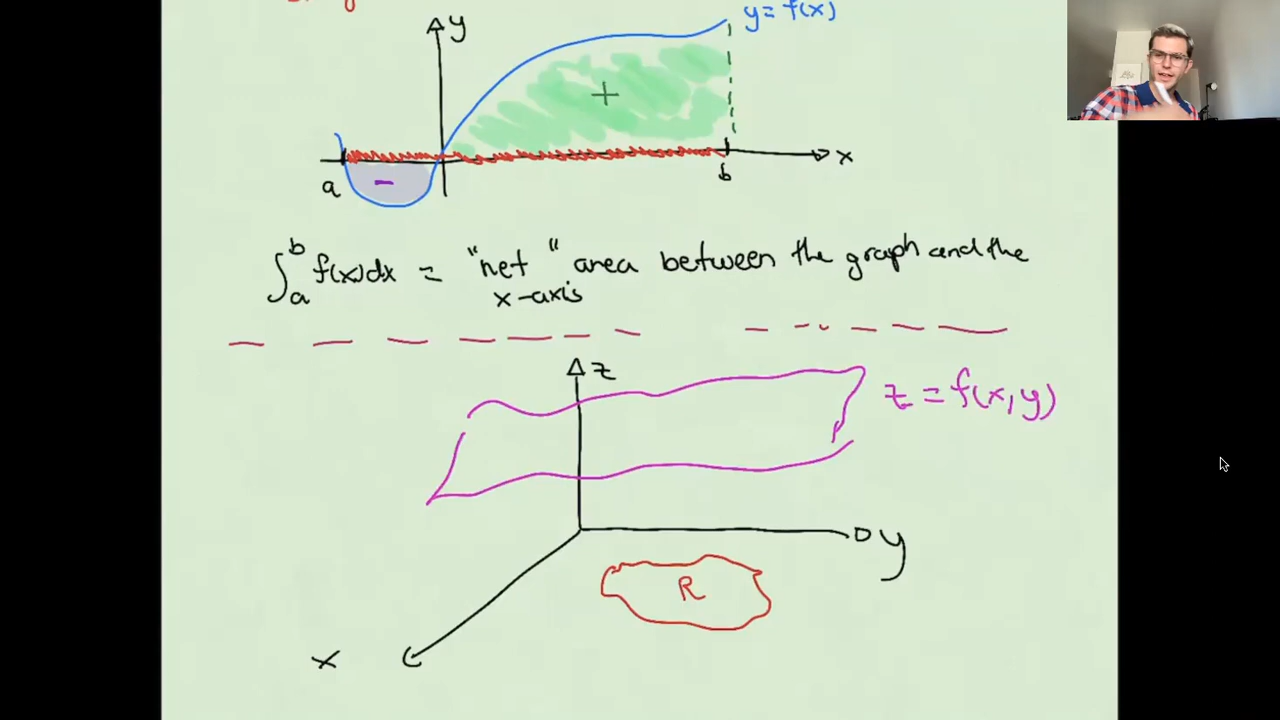 y
y = f(x)
+
x
a
-
b
∫_a^b f(x)dx = "net" area between the graph and the
x-axis
z
z = f(x,y)
y
R
x